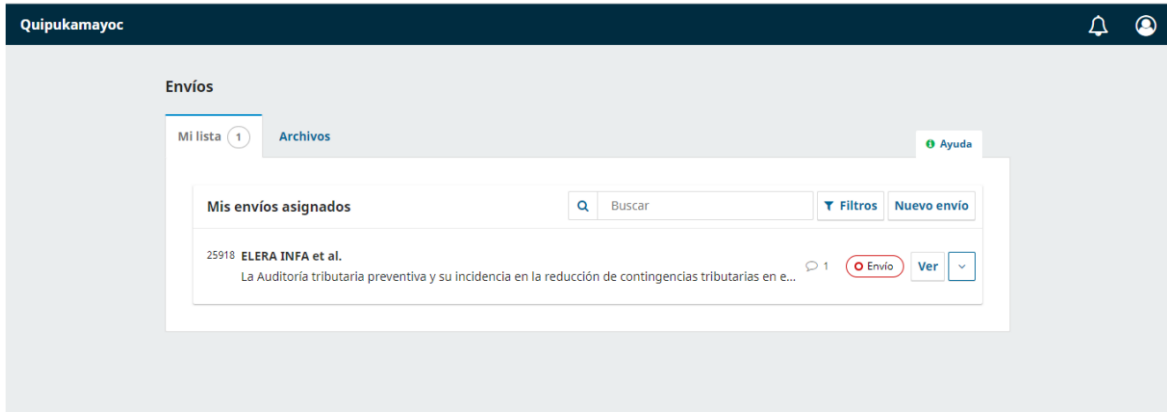 Quipukamayoc
Envíos
Mi lista 1 Archivos
Ayuda
Mis envíos asignados Buscar Filtros Nuevo envío
25918 ELERA INFA et al.
La Auditoría tributaria preventiva y su incidencia en la reducción de contingencias tributarias en e... 1 Envío Ver